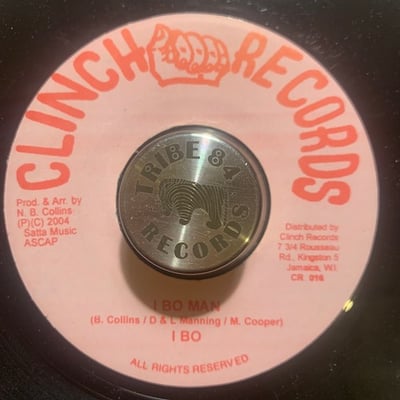 CLINCH RECORDS
TRIBE 84
RECORDS
Prod. & Arr. by
N. B. Collins
(P)(C) 2004
Satta Music
ASCAP
Distributed by
Clinch Records
7 3/4 Rousseau
Rd., Kingston 5
Jamaica, W.I.
CR 016
I BO MAN
(B. Collins / D & L Manning / M. Cooper)
I BO
ALL RIGHTS RESERVED